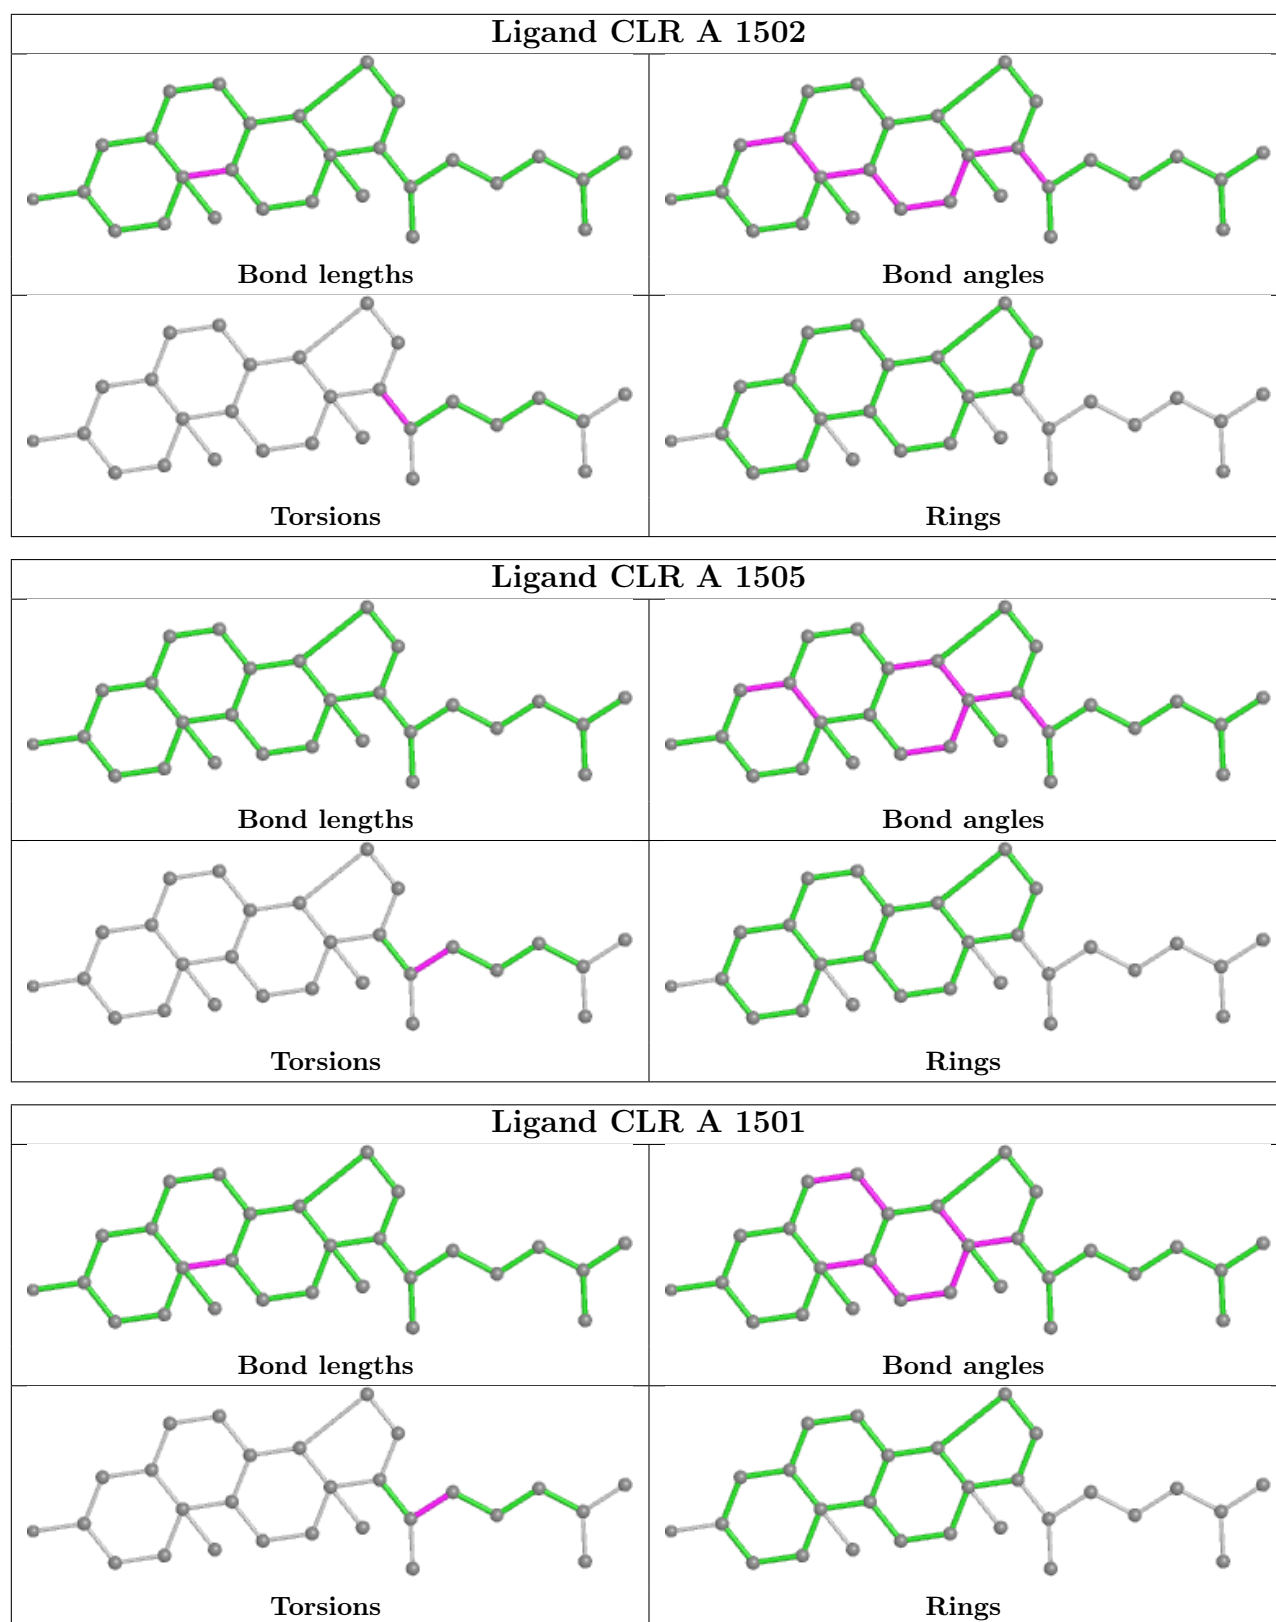 Ligand CLR A 1502
Bond lengths
Bond angles
Torsions
Rings
Ligand CLR A 1505
Bond lengths
Bond angles
Torsions
Rings
Ligand CLR A 1501
Bond lengths
Bond angles
Torsions
Rings